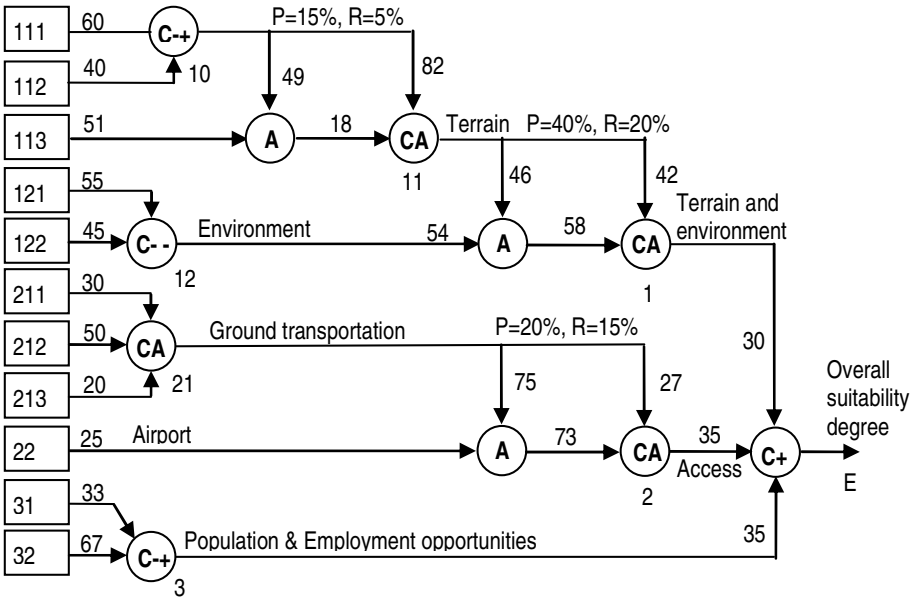 111 60 C-+ P=15%, R=5%
112 40 10 49 82
113 51 A 18 CA Terrain P=40%, R=20%
11
121 55 46 42
122 45 C- - Environment 54 A 58 CA Terrain and
environment
12 1
211 30
212 50 CA Ground transportation P=20%, R=15% 30
213 20 21 75 27
Overall
suitability
degree
22 25 Airport A 73 CA 35 C+
Access
E
2
31 33
32 67 C-+ Population & Employment opportunities 35
3